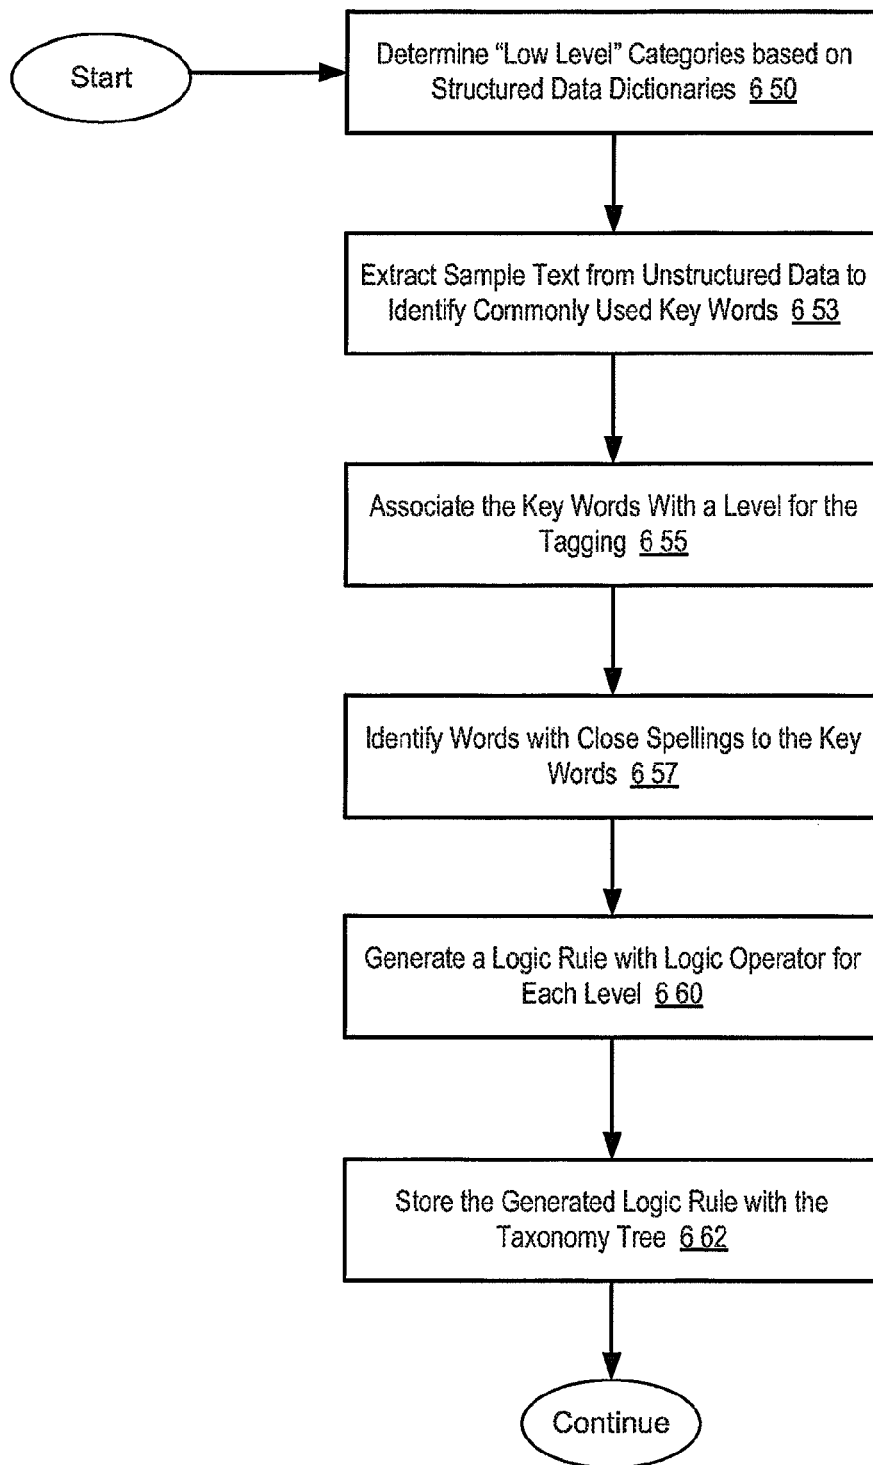 Start
Determine “Low Level” Categories based on
Structured Data Dictionaries 6 50
Extract Sample Text from Unstructured Data to
Identify Commonly Used Key Words 6 53
Associate the Key Words With a Level for the
Tagging 6 55
Identify Words with Close Spellings to the Key
Words 6 57
Generate a Logic Rule with Logic Operator for
Each Level 6 60
Store the Generated Logic Rule with the
Taxonomy Tree 6 62
Continue